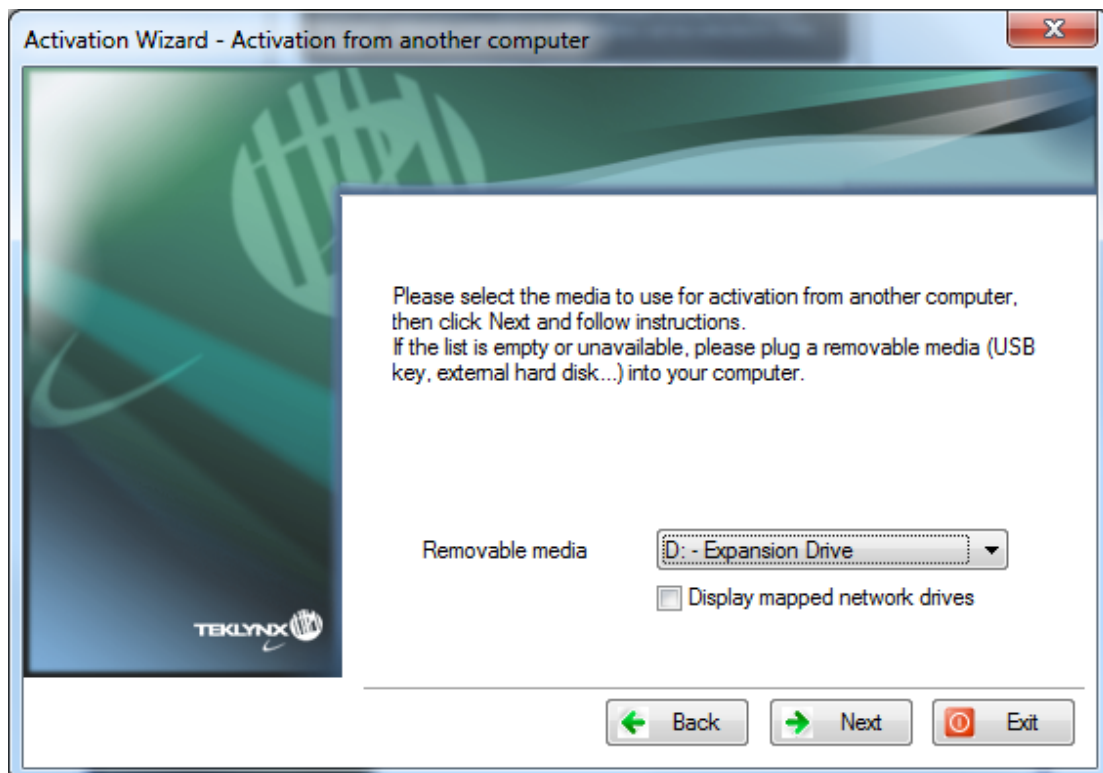 Activation Wizard - Activation from another computer
Please select the media to use for activation from another computer,
then click Next and follow instructions.
If the list is empty or unavailable, please plug a removable media (USB
key, external hard disk...) into your computer.
Removable media
D: - Expansion Drive
Display mapped network drives
TEKLYNX
Back
Next
Exit